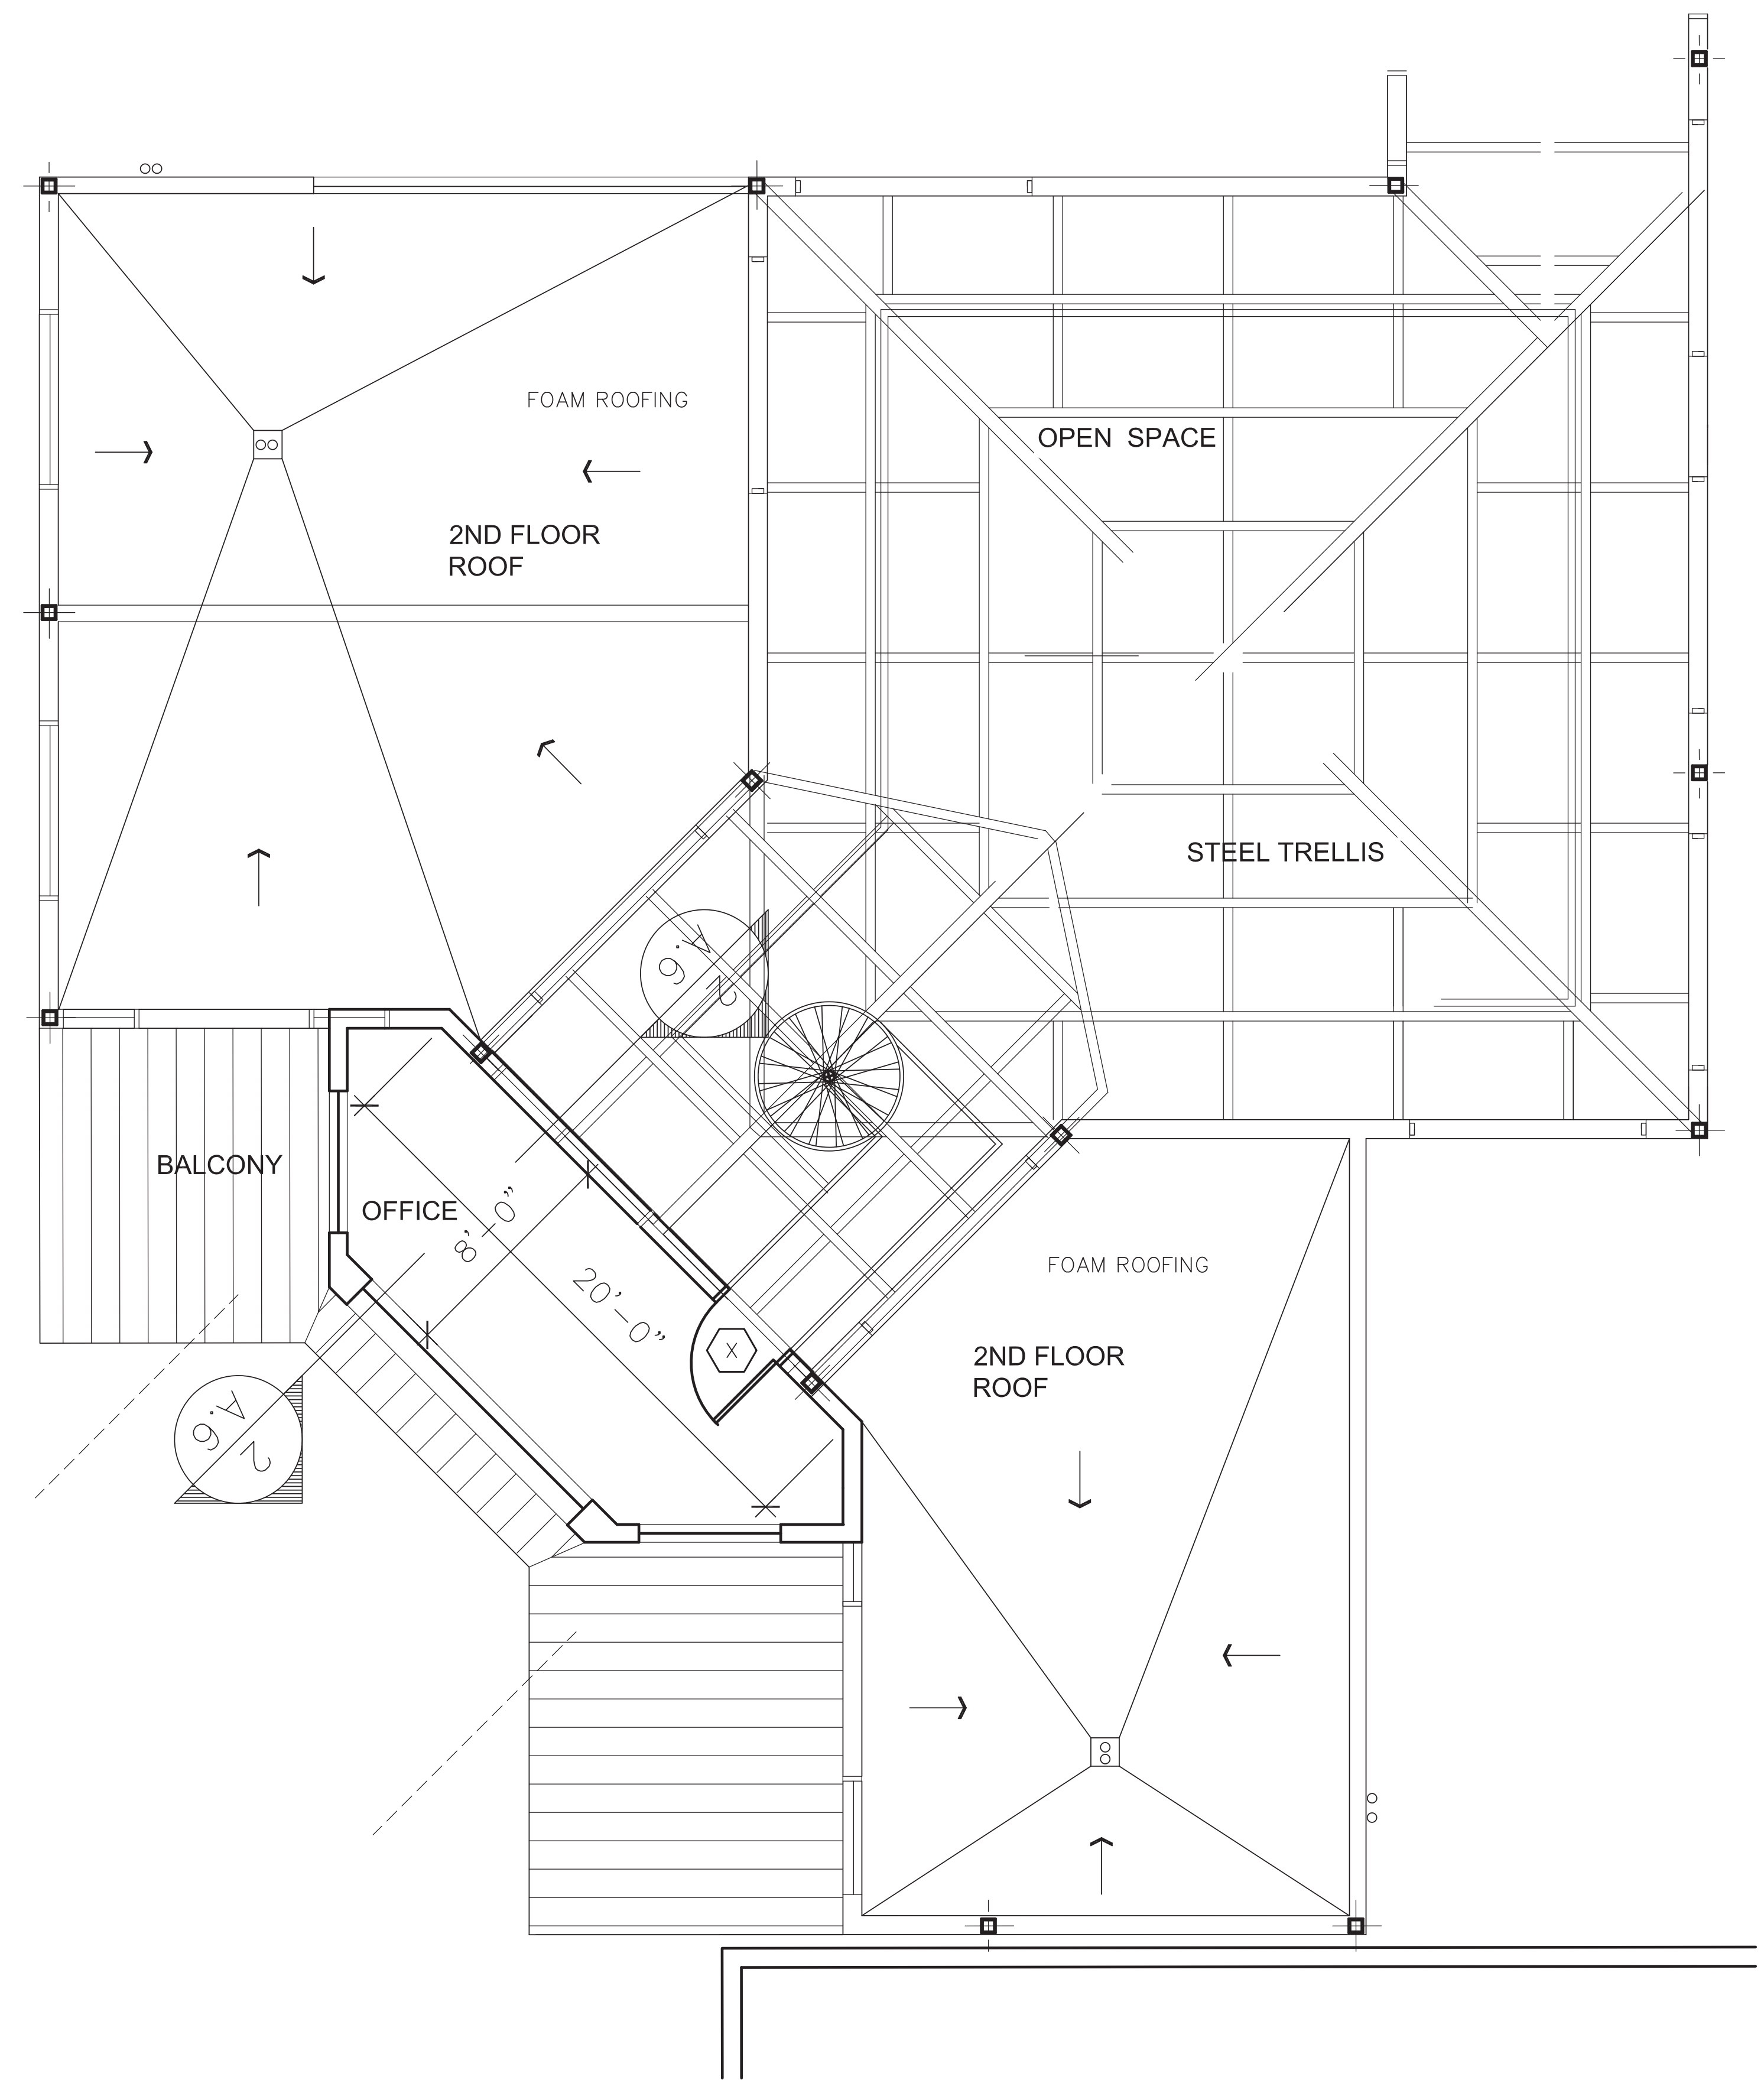 FOAM ROOFING
OPEN SPACE
2ND FLOOR
ROOF
STEEL TRELLIS
A.6
2
BALCONY
OFFICE
8'-0"
20'-0"
FOAM ROOFING
X
2ND FLOOR
ROOF
A.6
2